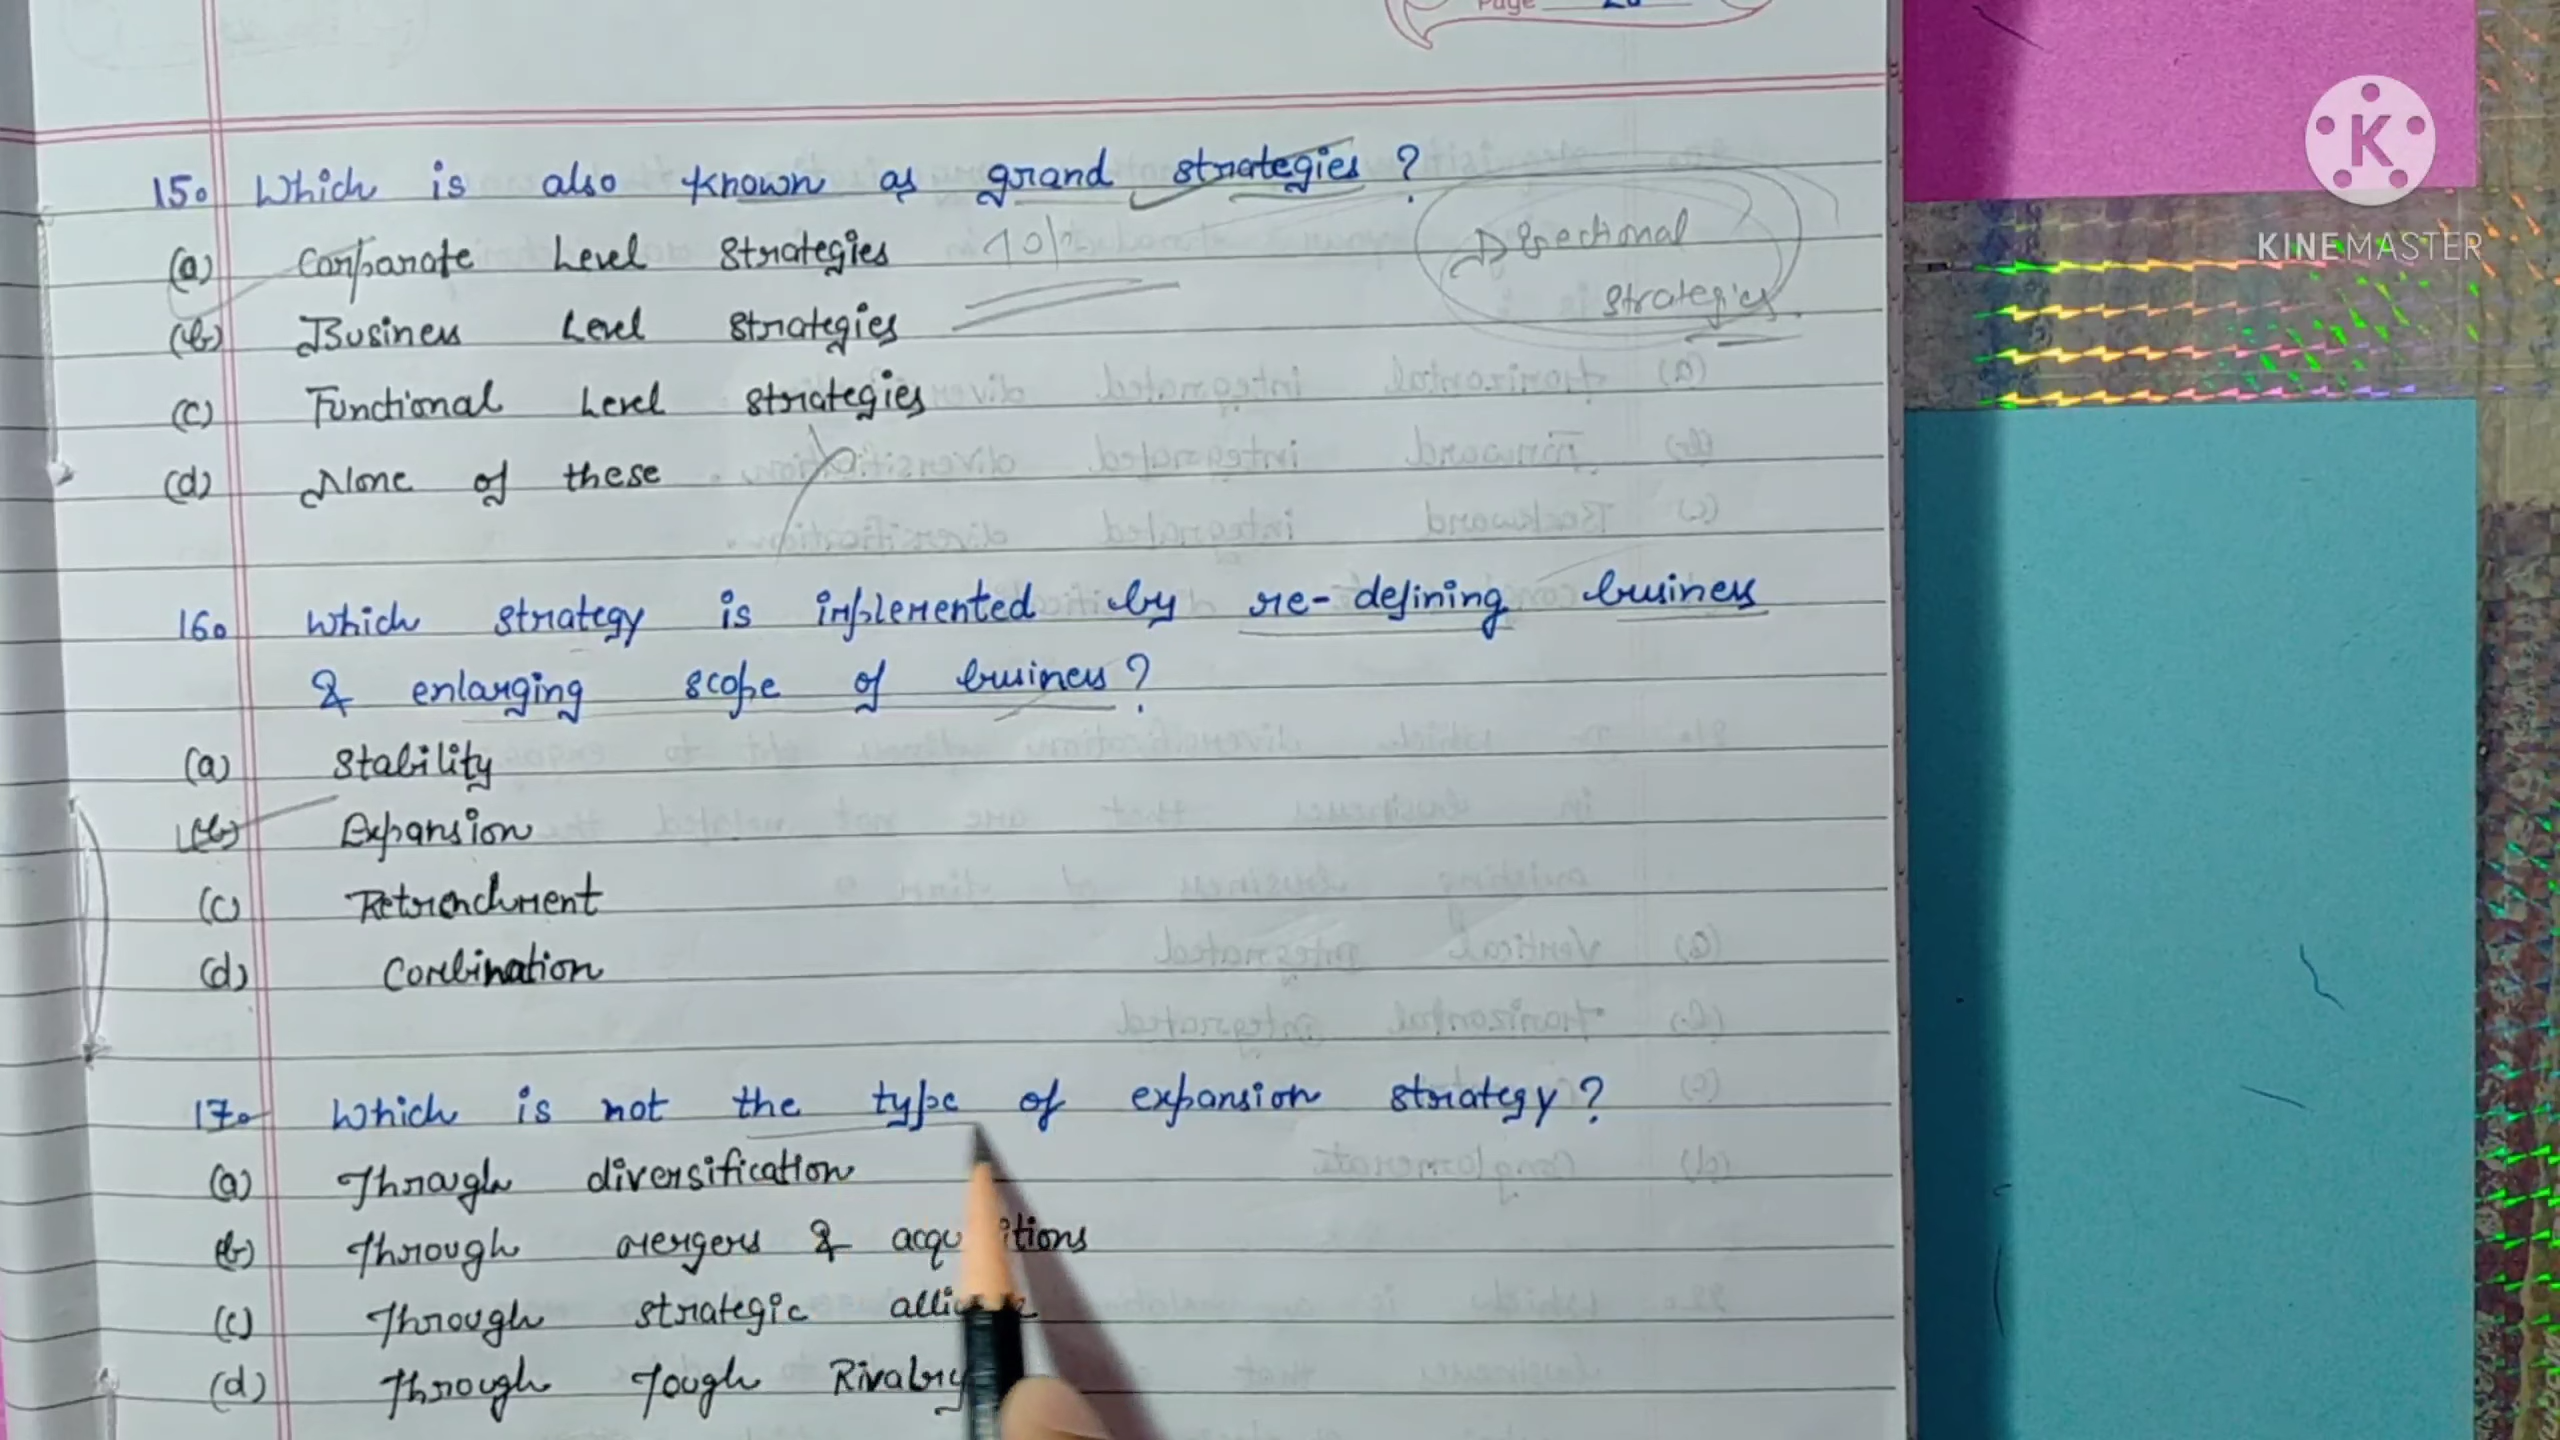 Page
15. Which is also known as grand strategies ?
(a) Corporate Level Strategies Top
Directional
Strategies.
(b) Business Level Strategies
(c) Functional Level Strategies
(d) None of these
16. Which strategy is implemented by re-defining business
& enlarging scope of business ?
(a) Stability
(b) Expansion
(c) Retrenchment
(d) Combination
17. Which is not the type of expansion strategy ?
(a) Through diversification
(b) Through mergers &
(c) Through strategic
(d) Through Tough Rivalry
K
KINEMASTER